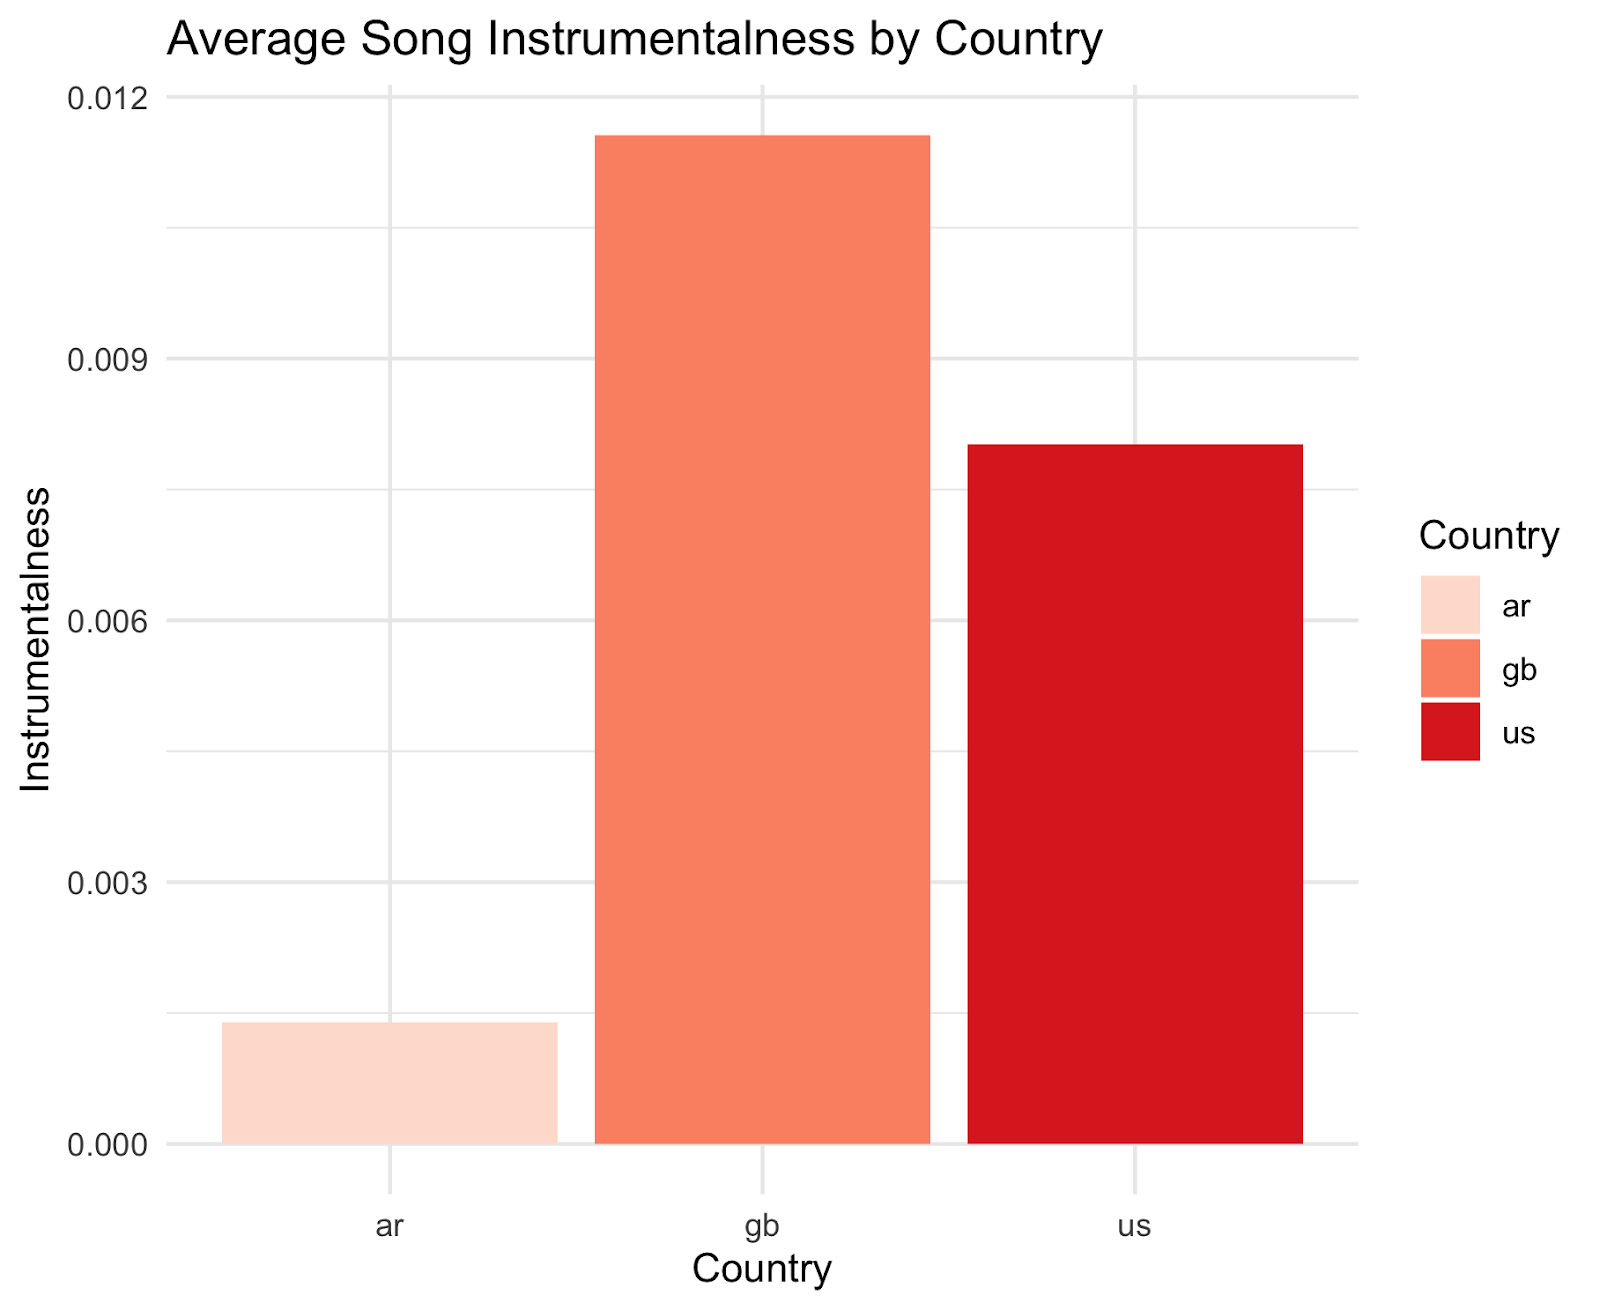 Average Song Instrumentalness by Country
0.012
0.009
0.006
0.003
0.000
Instrumentalness
ar
gb
us
Country
Country
ar
gb
us